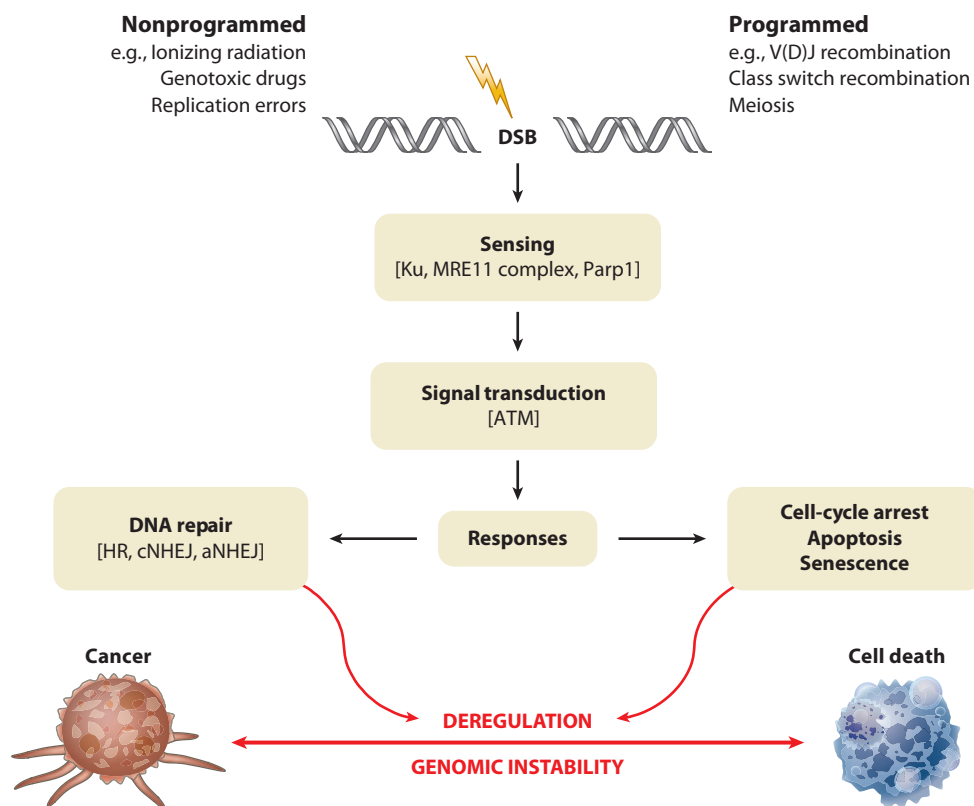 Nonprogrammed
e.g., Ionizing radiation
Genotoxic drugs
Replication errors
Programmed
e.g., V(D)J recombination
Class switch recombination
Meiosis
DSB
Sensing
[Ku, MRE11 complex, Parp1]
Signal transduction
[ATM]
DNA repair
[HR, cNHEJ, aNHEJ]
Responses
Cell-cycle arrest
Apoptosis
Senescence
Cancer
Cell death
DEREGULATION
GENOMIC INSTABILITY